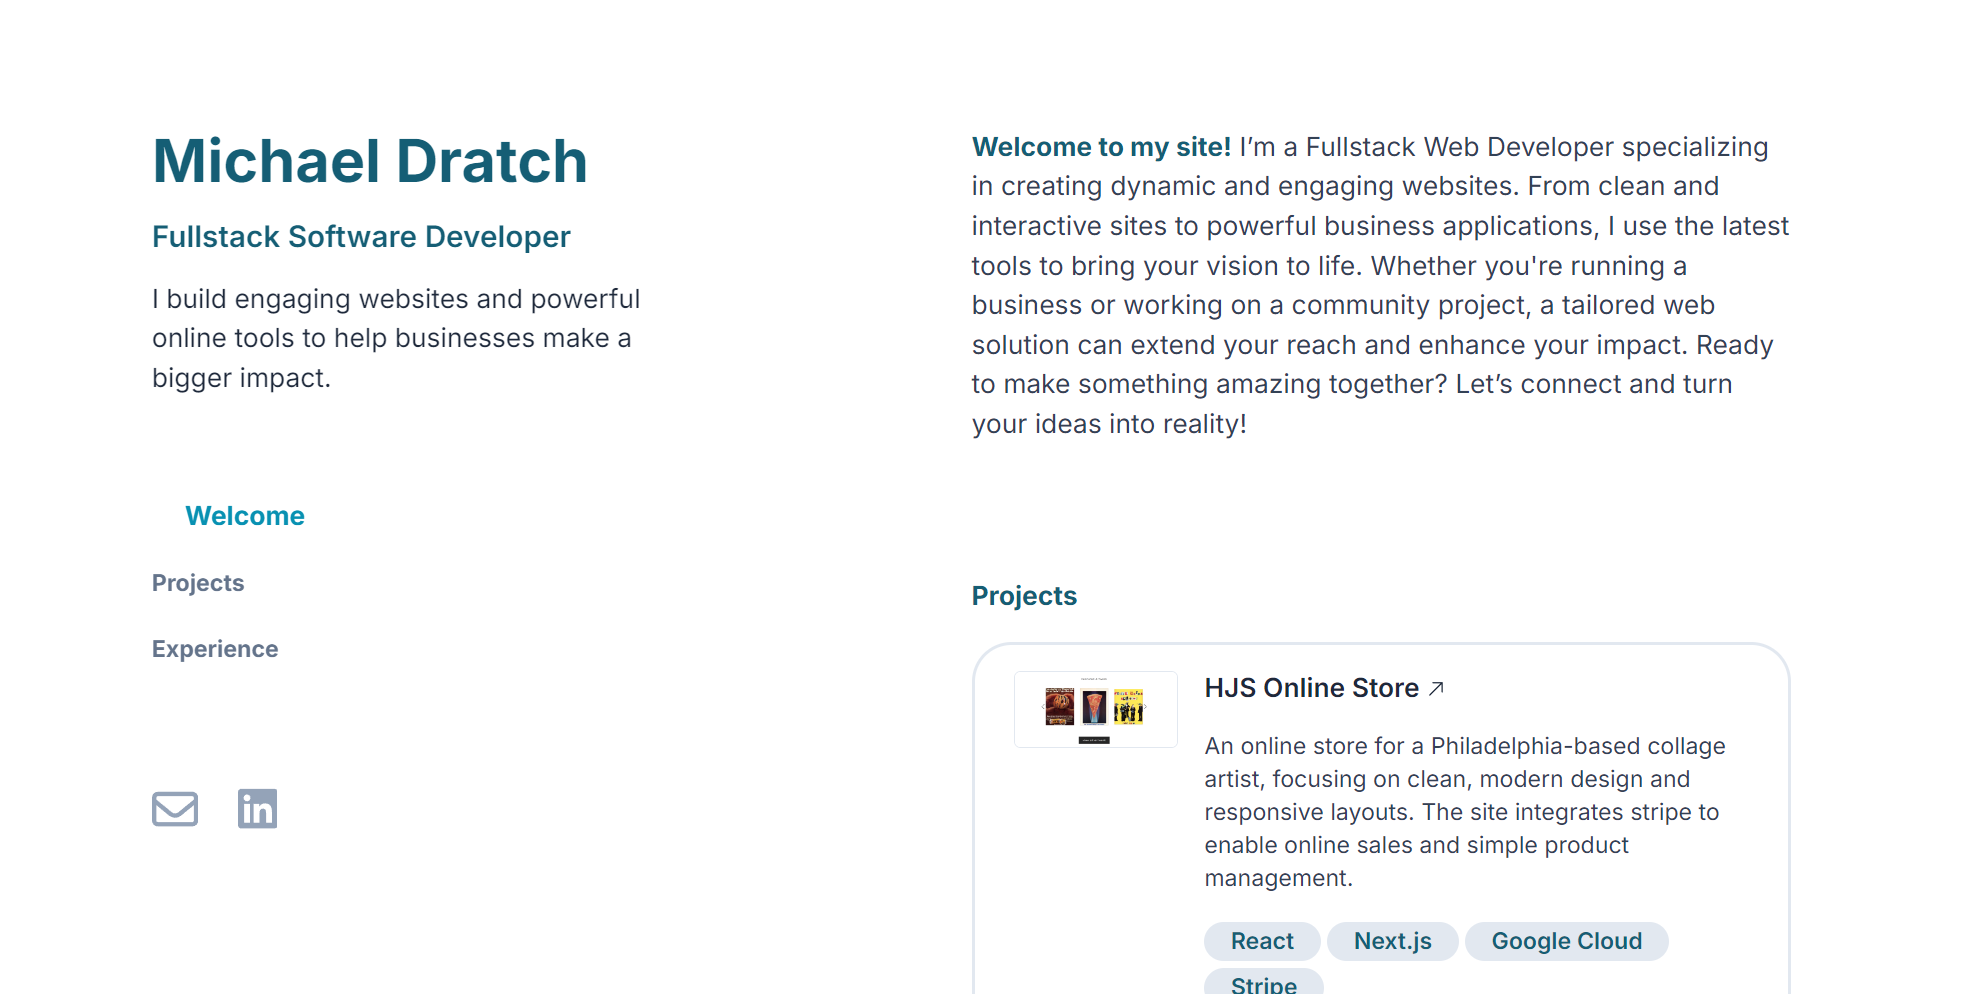 Michael Dratch
Fullstack Software Developer
I build engaging websites and powerful
online tools to help businesses make a
bigger impact.
Welcome
Projects
Experience
in
Welcome to my site! I’m a Fullstack Web Developer specializing
in creating dynamic and engaging websites. From clean and
interactive sites to powerful business applications, I use the latest
tools to bring your vision to life. Whether you're running a
business or working on a community project, a tailored web
solution can extend your reach and enhance your impact. Ready
to make something amazing together? Let’s connect and turn
your ideas into reality!
Projects
HJS Online Store
An online store for a Philadelphia-based collage
artist, focusing on clean, modern design and
responsive layouts. The site integrates stripe to
enable online sales and simple product
management.
React Next.js Google Cloud
Stripe